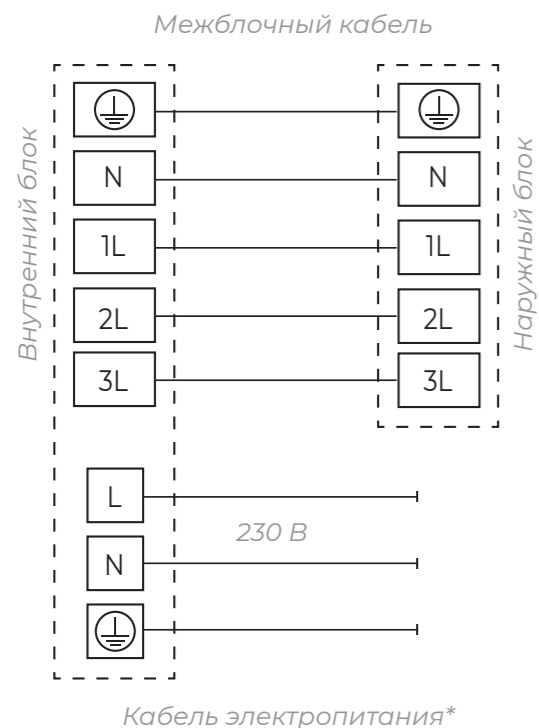 Межблочный кабель
Внутренний блок
Наружный блок
N N
1L 1L
2L 2L
3L 3L
L
230 В
N
Кабель электропитания*